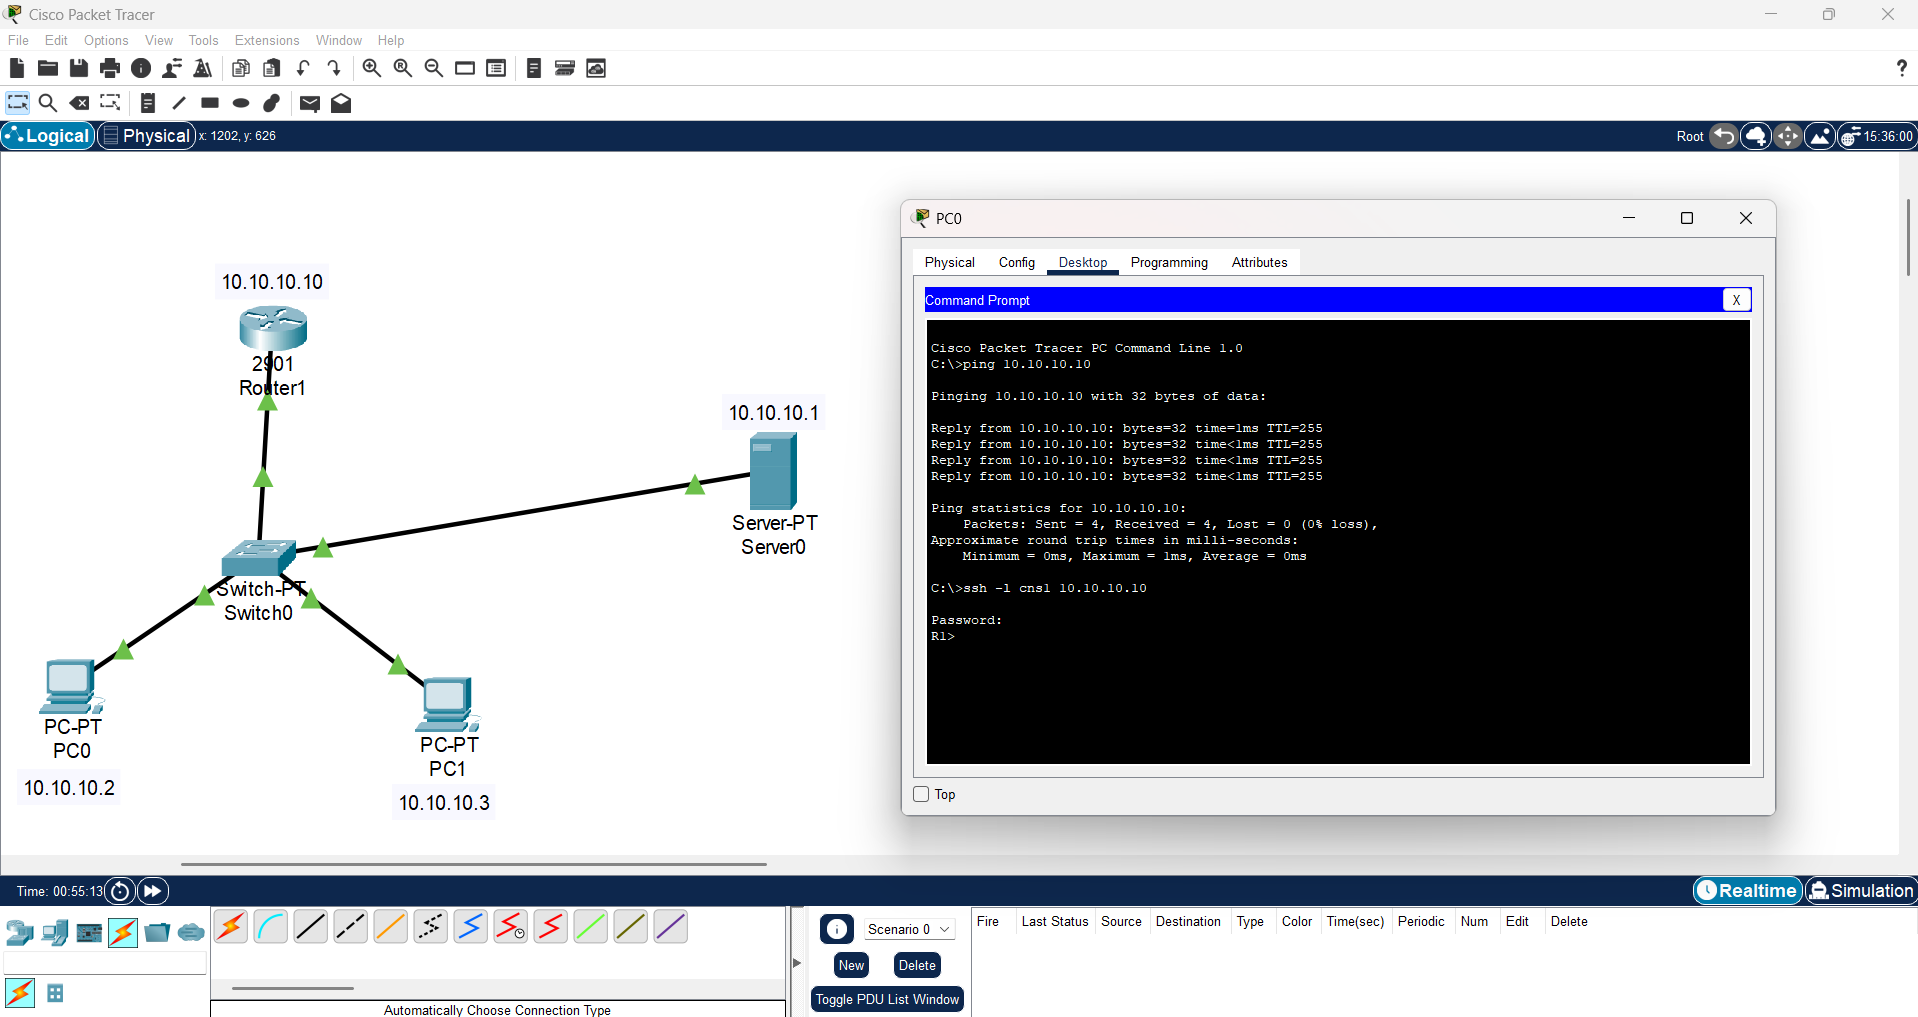 Cisco Packet Tracer
File Edit Options View Tools Extensions Window Help
?
Logical Physical x: 1202, y: 626 Root 15:36:00
10.10.10.10
2901
Router1
10.10.10.1
Server-PT
Server0
Switch-PT
Switch0
PC-PT
PC0
10.10.10.2
PC-PT
PC1
10.10.10.3
PC0
Physical Config Desktop Programming Attributes
Command Prompt X
Cisco Packet Tracer PC Command Line 1.0
C:\>ping 10.10.10.10
Pinging 10.10.10.10 with 32 bytes of data:
Reply from 10.10.10.10: bytes=32 time=1ms TTL=255
Reply from 10.10.10.10: bytes=32 time<1ms TTL=255
Reply from 10.10.10.10: bytes=32 time<1ms TTL=255
Reply from 10.10.10.10: bytes=32 time<1ms TTL=255
Ping statistics for 10.10.10.10:
Packets: Sent = 4, Received = 4, Lost = 0 (0% loss),
Approximate round trip times in milli-seconds:
Minimum = 0ms, Maximum = 1ms, Average = 0ms
C:\>ssh -l cnsl 10.10.10.10
Password:
R1>
Top
Time: 00:55:13 Realtime Simulation
Scenario 0
New Delete
Toggle PDU List Window
Fire Last Status Source Destination Type Color Time(sec) Periodic Num Edit Delete
Automatically Choose Connection Type